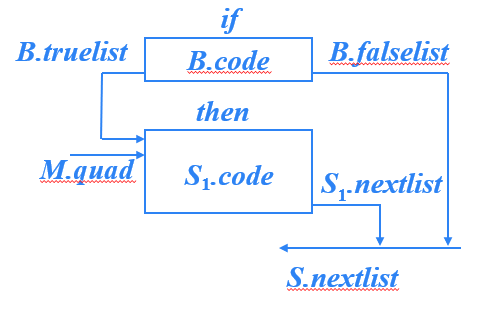 if
B.truelist
B.code
B.falselist
then
M.quad
S₁.code
S₁.nextlist
S.nextlist